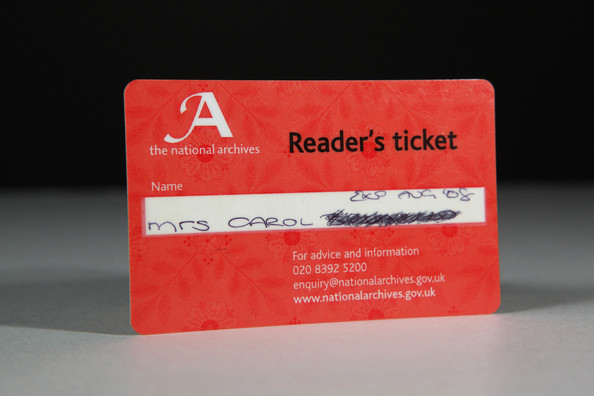 A
the national archives
Reader's ticket
Name
EXP AUG '08
Mrs CAROL
For advice and information
020 8392 5200
enquiry@nationalarchives.gov.uk
www.nationalarchives.gov.uk